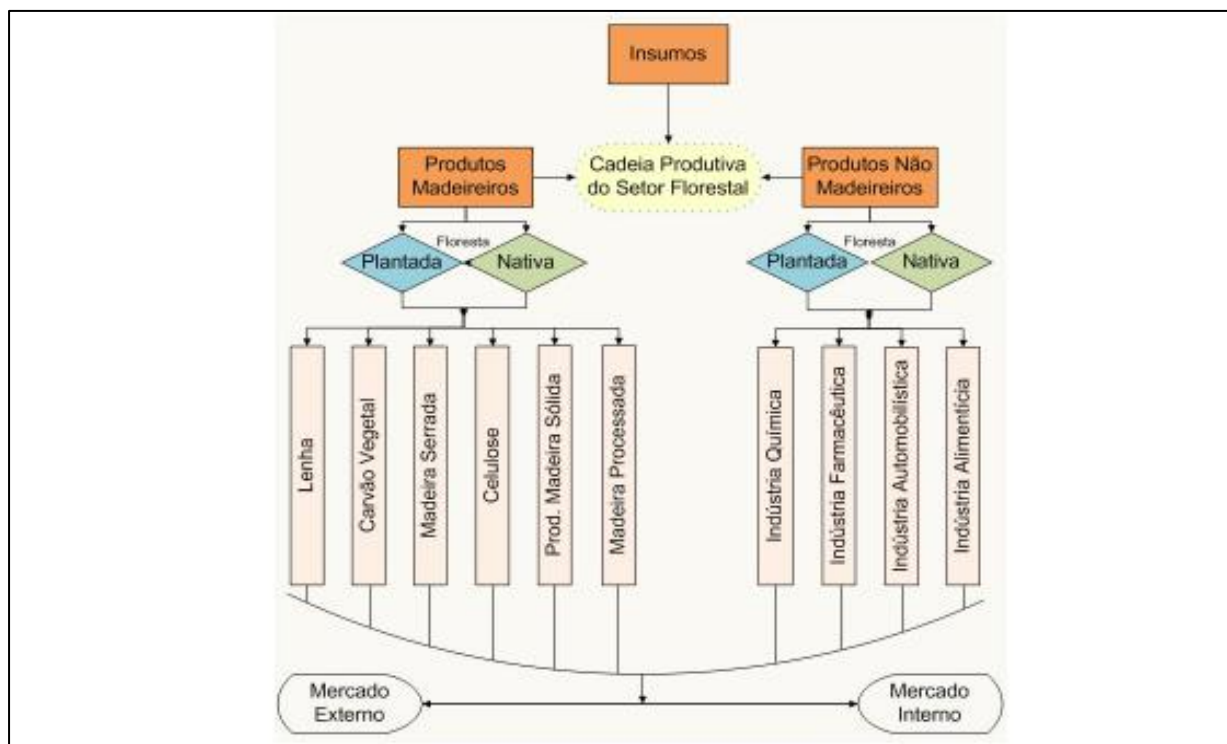 Insumos
Produtos
Madeireiros
Cadeia Produtiva
do Setor Florestal
Produtos Não
Madeireiros
Floresta
Plantada
Nativa
Floresta
Plantada
Nativa
Lenha
Carvão Vegetal
Madeira Serrada
Celulose
Prod. Madeira Sólida
Madeira Processada
Indústria Química
Indústria Farmacêutica
Indústria Automobilística
Indústria Alimentícia
Mercado
Externo
Mercado
Interno